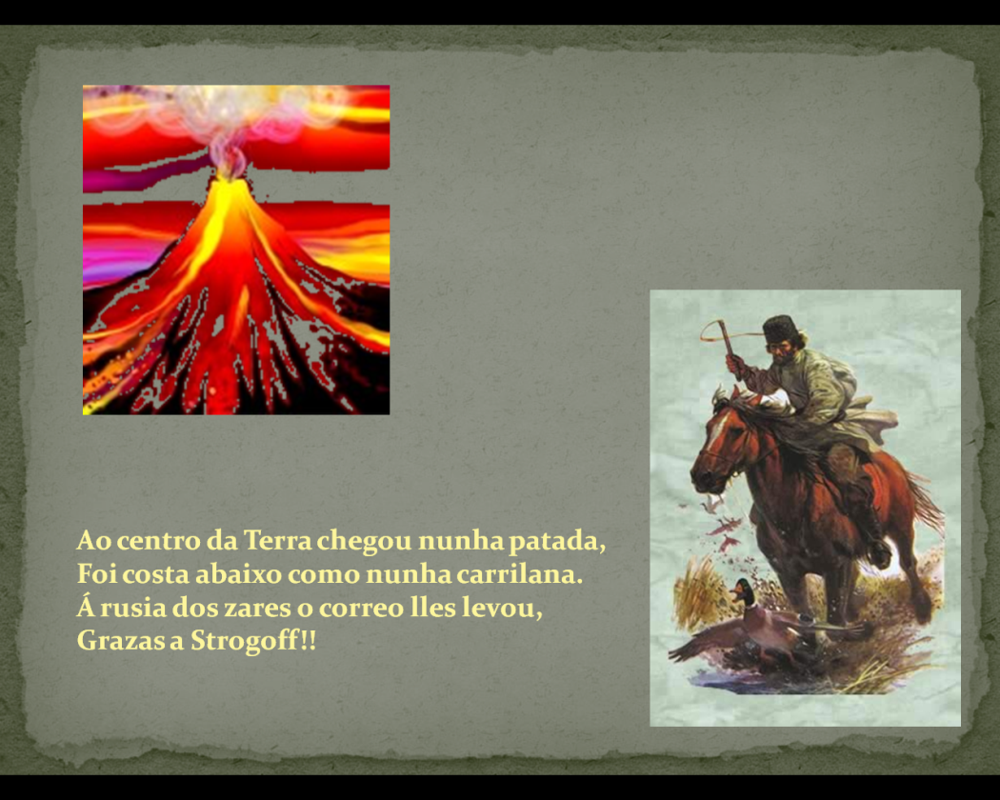 Ao centro da Terra chegou nunha patada,
Foi costa abaixo como nunha carrilana.
Á rusia dos zares o correo lles levou,
Grazas a Strogoff!!